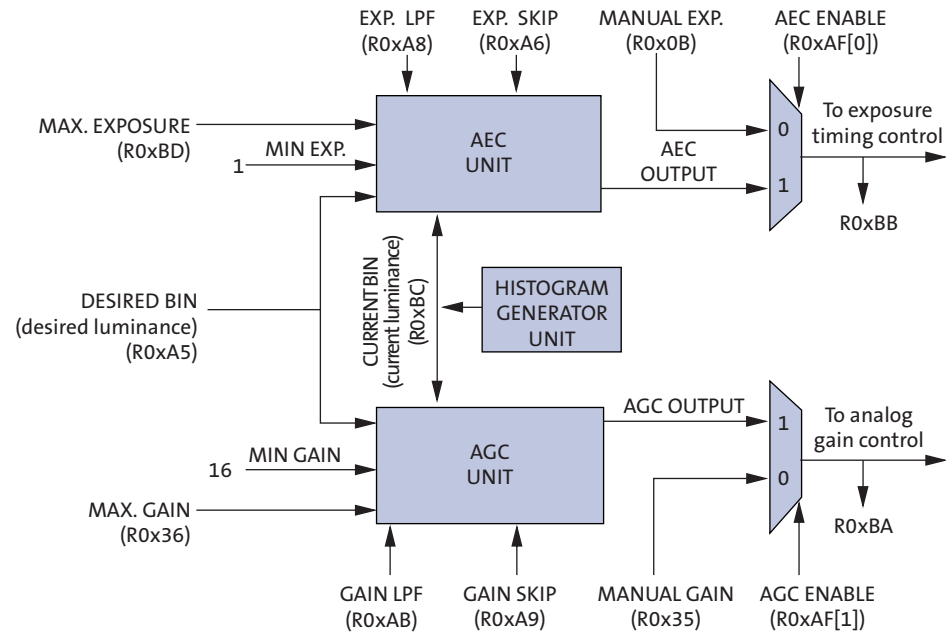 EXP. LPF
(R0xA8)
EXP. SKIP
(R0xA6)
MANUAL EXP.
(R0x0B)
AEC ENABLE
(R0xAF[0])
MAX. EXPOSURE
(R0xBD)
1
MIN EXP.
AEC
UNIT
AEC
OUTPUT
0
1
To exposure
timing control
R0xBB
DESIRED BIN
(desired luminance)
(R0xA5)
CURRENT BIN
(current luminance)
(R0xBC)
HISTOGRAM
GENERATOR
UNIT
16
MIN GAIN
MAX. GAIN
(R0x36)
AGC
UNIT
AGC OUTPUT
1
0
To analog
gain control
R0xBA
GAIN LPF
(R0xAB)
GAIN SKIP
(R0xA9)
MANUAL GAIN
(R0x35)
AGC ENABLE
(R0xAF[1])